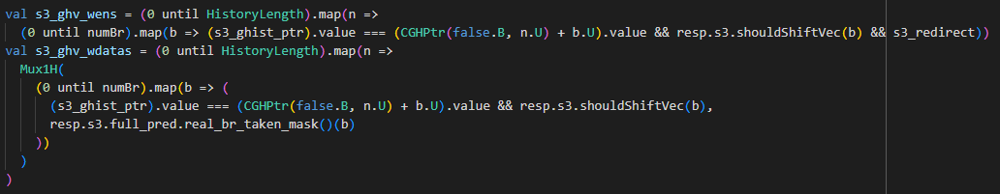 val s3_ghv_wens = (0 until HistoryLength).map(n =>
  (0 until numBr).map(b => (s3_ghist_ptr).value === (CGHPtr(false.B, n.U) + b.U).value && resp.s3.shouldShiftVec(b) && s3_redirect))
val s3_ghv_wdatas = (0 until HistoryLength).map(n =>
  Mux1H(
    (0 until numBr).map(b => (
      (s3_ghist_ptr).value === (CGHPtr(false.B, n.U) + b.U).value && resp.s3.shouldShiftVec(b),
      resp.s3.full_pred.real_br_taken_mask()(b)
    ))
  )
)